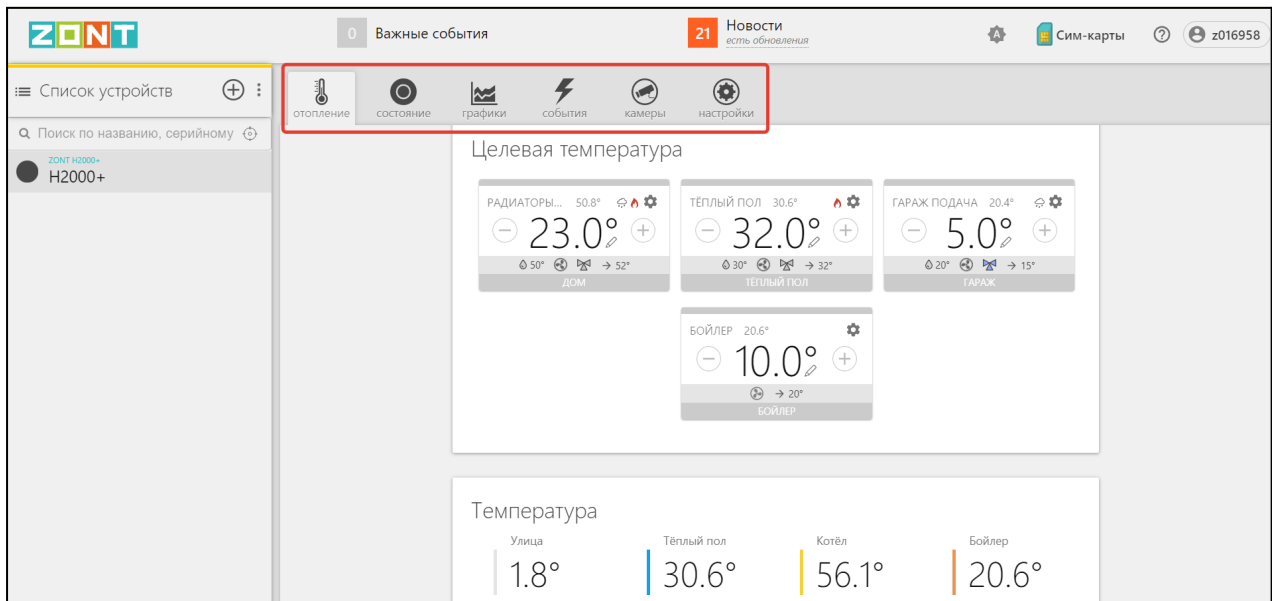 ZONT
0 Важные события
21 Новости
есть обновления
Сим-карты
z016958
Список устройств
отопление состояние графики события камеры настройки
Поиск по названию, серийному
ZONT H2000+
H2000+
Целевая температура
РАДИАТОРЫ... 50.8°
23.0°
50° → 52°
ДОМ
ТЁПЛЫЙ ПОЛ 30.6°
32.0°
30° → 32°
ТЁПЛЫЙ ПОЛ
ГАРАЖ ПОДАЧА 20.4°
5.0°
20° → 15°
ГАРАЖ
БОЙЛЕР 20.6°
10.0°
→ 20°
БОЙЛЕР
Температура
Улица Тёплый пол Котёл Бойлер
1.8° 30.6° 56.1° 20.6°